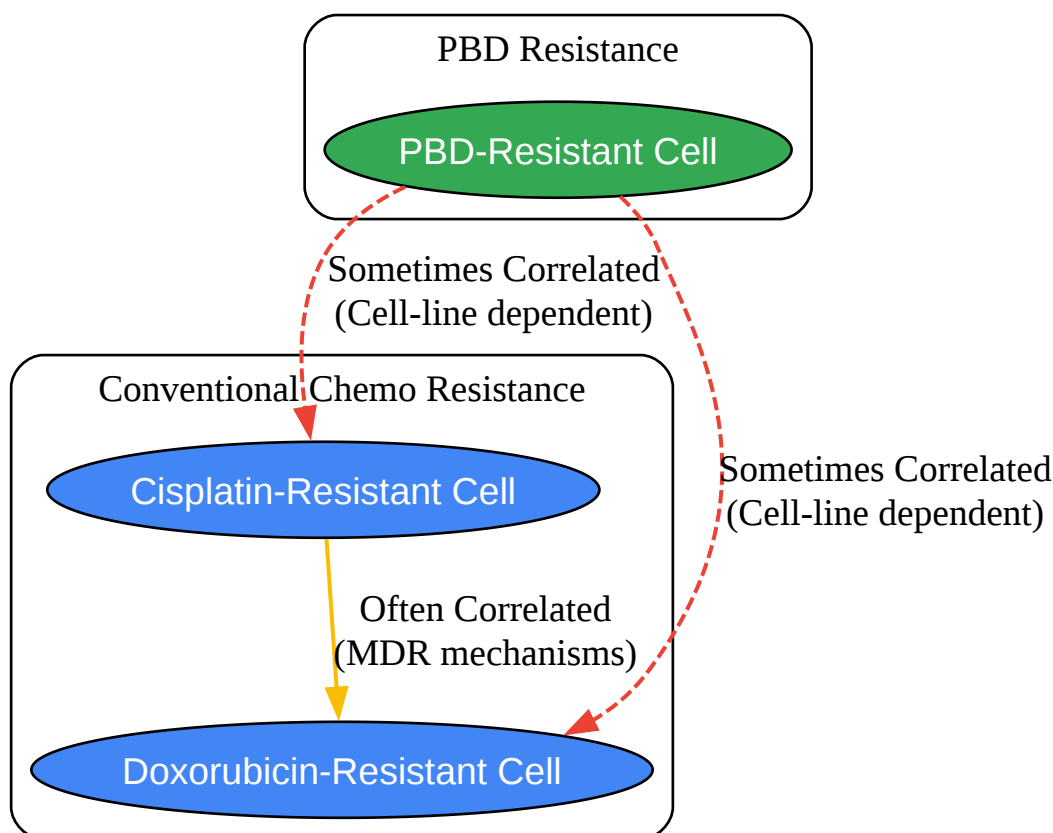 PBD Resistance
PBD-Resistant Cell
Sometimes Correlated
(Cell-line dependent)
Conventional Chemo Resistance
Cisplatin-Resistant Cell
Sometimes Correlated
(Cell-line dependent)
Often Correlated
(MDR mechanisms)
Doxorubicin-Resistant Cell